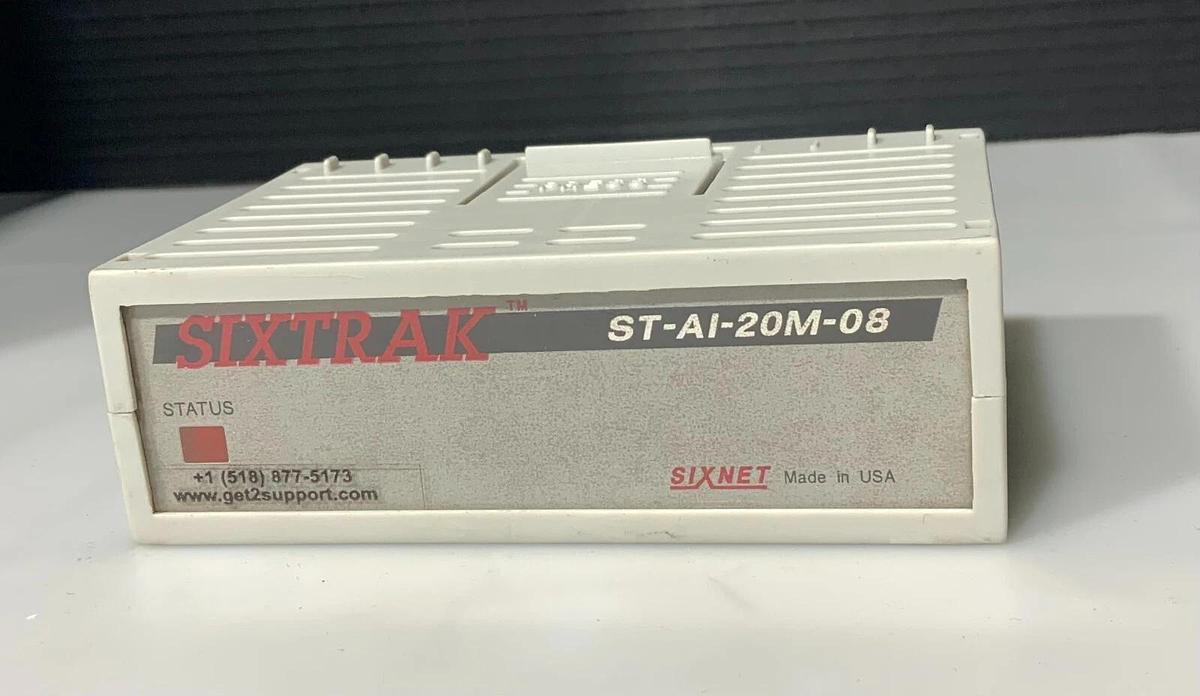 SIXTRAK™ ST-AI-20M-08
STATUS
+1 (518) 877-5173
www.get2support.com
SIXNET Made in USA